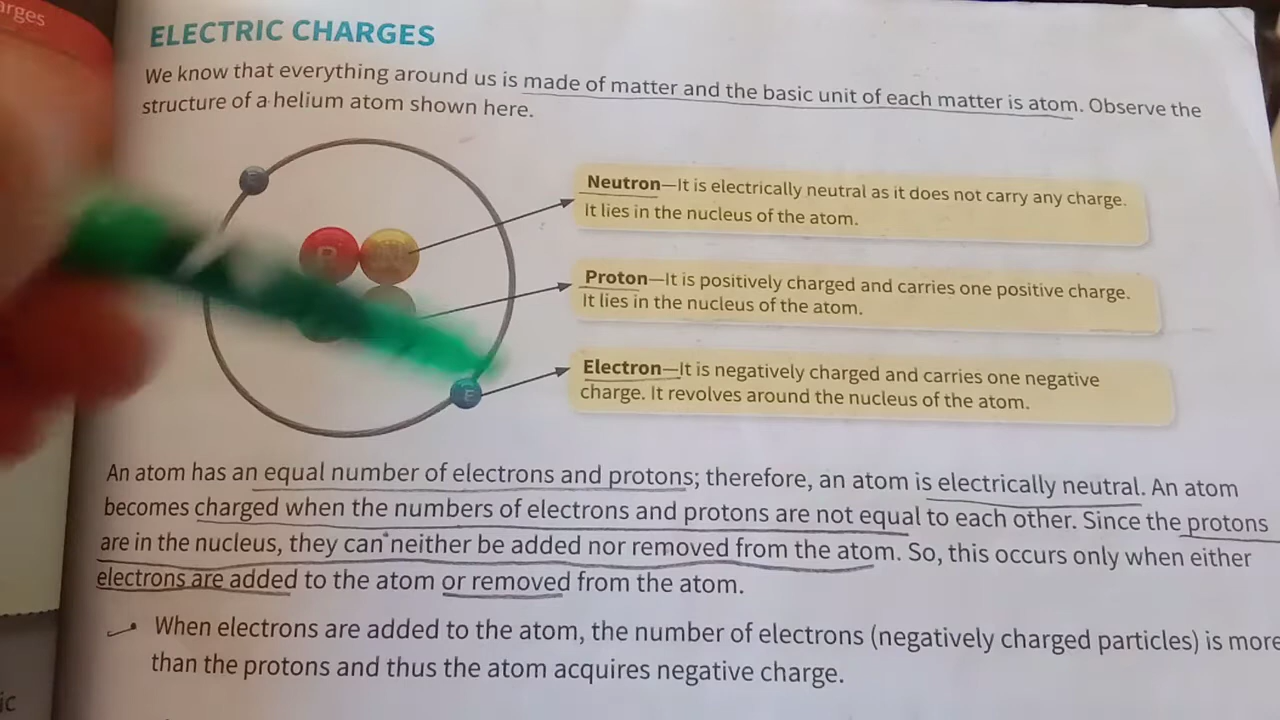 arges
ELECTRIC CHARGES
We know that everything around us is made of matter and the basic unit of each matter is atom. Observe the
structure of a helium atom shown here.
Neutron—It is electrically neutral as it does not carry any charge.
It lies in the nucleus of the atom.
Proton—It is positively charged and carries one positive charge.
It lies in the nucleus of the atom.
Electron—It is negatively charged and carries one negative
charge. It revolves around the nucleus of the atom.
E
An atom has an equal number of electrons and protons; therefore, an atom is electrically neutral. An atom
becomes charged when the numbers of electrons and protons are not equal to each other. Since the protons
are in the nucleus, they can neither be added nor removed from the atom. So, this occurs only when either
electrons are added to the atom or removed from the atom.
When electrons are added to the atom, the number of electrons (negatively charged particles) is more
than the protons and thus the atom acquires negative charge.
ic